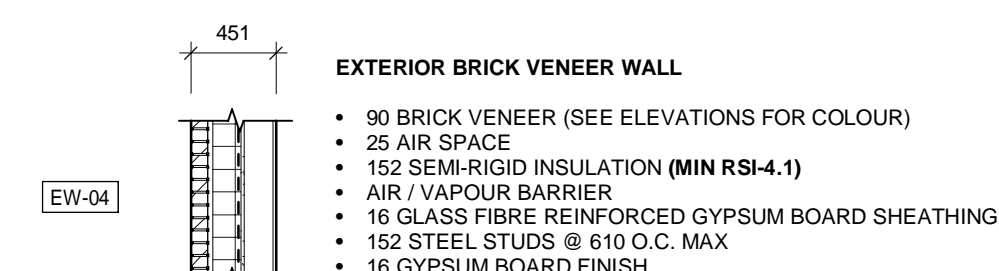 451
EXTERIOR BRICK VENEER WALL
• 90 BRICK VENEER (SEE ELEVATIONS FOR COLOUR)
• 25 AIR SPACE
• 152 SEMI-RIGID INSULATION (MIN RSI-4.1)
EW-04
• AIR / VAPOUR BARRIER
• 16 GLASS FIBRE REINFORCED GYPSUM BOARD SHEATHING
• 152 STEEL STUDS @ 610 O.C. MAX
• 16 GYPSUM BOARD FINISH